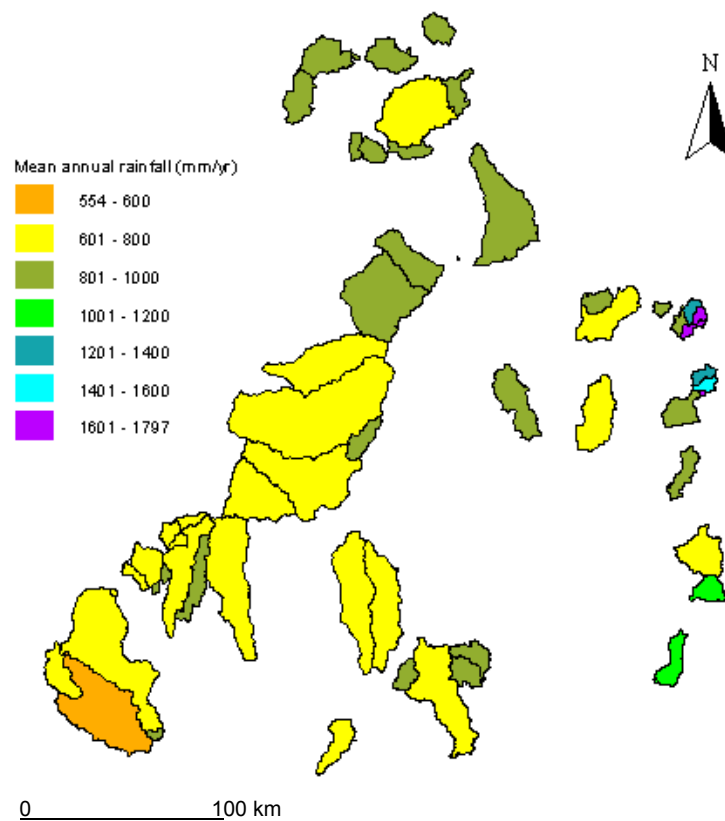 N
Mean annual rainfall (mm/yr)
554 - 600
601 - 800
801 - 1000
1001 - 1200
1201 - 1400
1401 - 1600
1601 - 1797
0 100 km